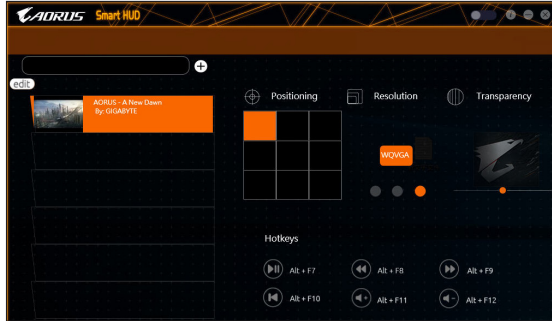 AORUS Smart HUD
edit
AORUS - A New Dawn
By: GIGABYTE
Positioning
Resolution
Transparency
WQVGA
Hotkeys
Alt + F7
Alt + F8
Alt + F9
Alt + F10
Alt + F11
Alt + F12